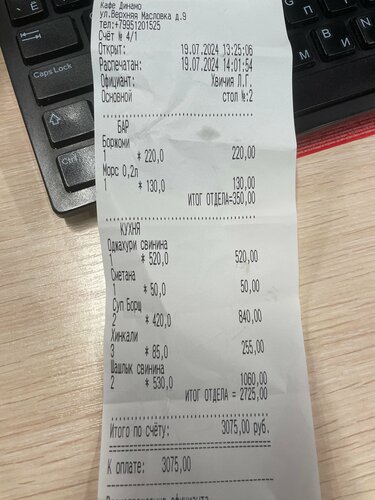 Кафе Динамо
ул.Верхняя Масловка д.9
тел:+79951201525
Счёт № 4/1
Открыт: 19.07.2024 13:25:06
Распечатан: 19.07.2024 14:01:54
Официант: Хвичия Л.Г.
Основной стол №:2
БАР
Боржоми
1 * 220,0 220,00
Морс 0,2л
1 * 130,0 130,00
ИТОГ ОТДЕЛА=350,00
КУХНЯ
Оджахури свинина
1 * 520,0 520,00
Сметана
1 * 50,0 50,00
Суп Борщ
2 * 420,0 840,00
Хинкали
3 * 85,0 255,00
Шашлык свинина
2 * 530,0 1060,00
ИТОГ ОТДЕЛА = 2725,00
Итого по счёту: 3075,00 руб.
К оплате: 3075,00
Caps Lock
Ctrl
Ё
Ф
Я
И
М